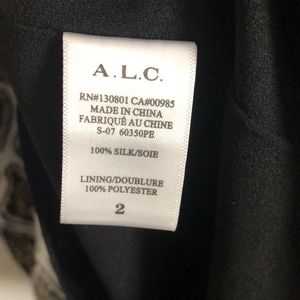 A.L.C.
RN#130801 CA#00985
MADE IN CHINA
FABRIQUÉ AU CHINE
S-07 60350PE
100% SILK/SOIE
LINING/DOUBLURE
100% POLYESTER
2